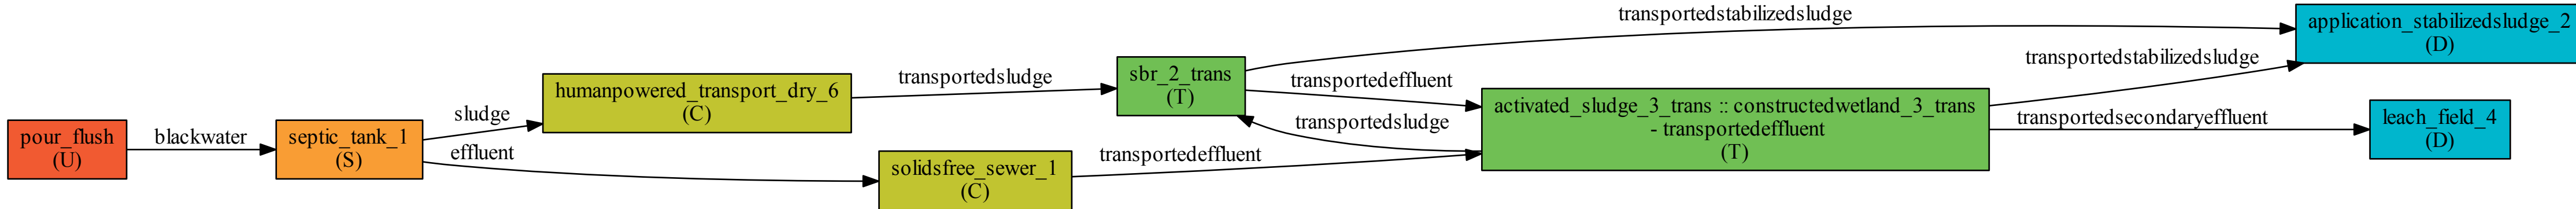 pour_flush
(U)
blackwater
septic_tank_1
(S)
sludge
effluent
humanpowered_transport_dry_6
(C)
solidsfree_sewer_1
(C)
transportedsludge
transportedeffluent
sbr_2_trans
(T)
transportedstabilizedsludge
transportedeffluent
transportedsludge
activated_sludge_3_trans :: constructedwetland_3_trans
- transportedeffluent
(T)
transportedstabilizedsludge
transportedsecondaryeffluent
application_stabilizedsludge_2
(D)
leach_field_4
(D)